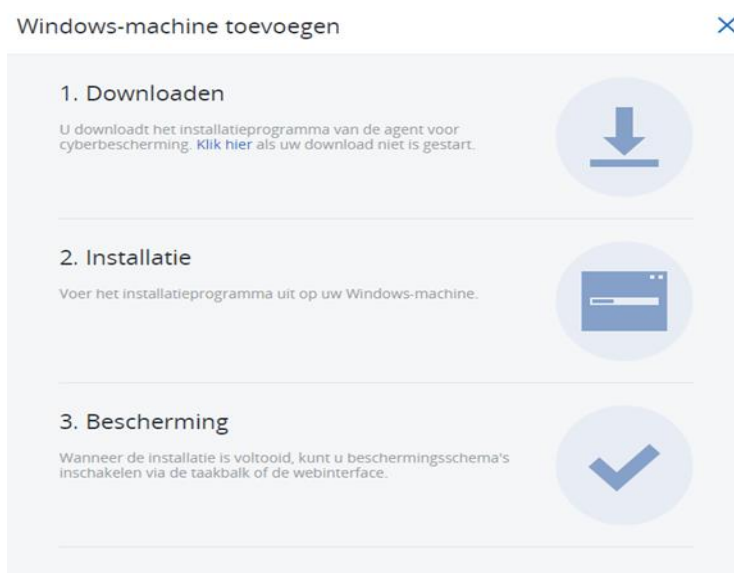 Windows-machine toevoegen
1. Downloaden
U downloadt het installatieprogramma van de agent voor
cyberbescherming. Klik hier als uw download niet is gestart.
2. Installatie
Voer het installatieprogramma uit op uw Windows-machine.
3. Bescherming
Wanneer de installatie is voltooid, kunt u beschermingsschema's
inschakelen via de taakbalk of de webinterface.